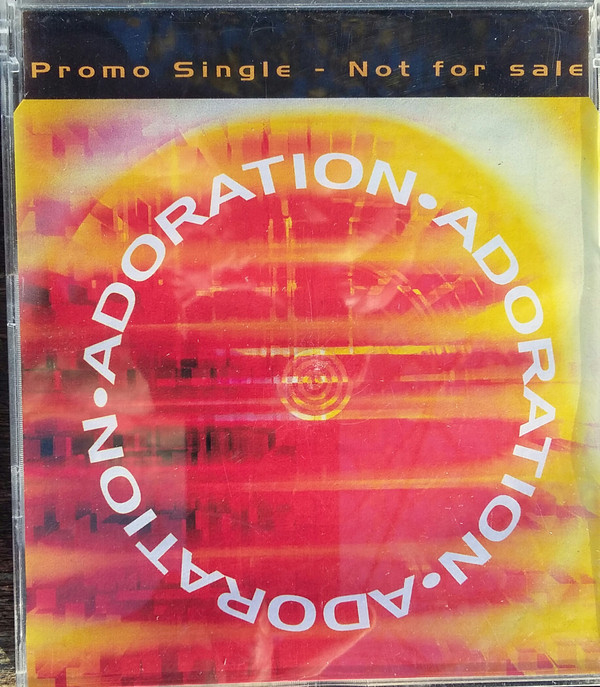 Promo Single - Not for sale
ADORATION•ADORATION•ADORATION•